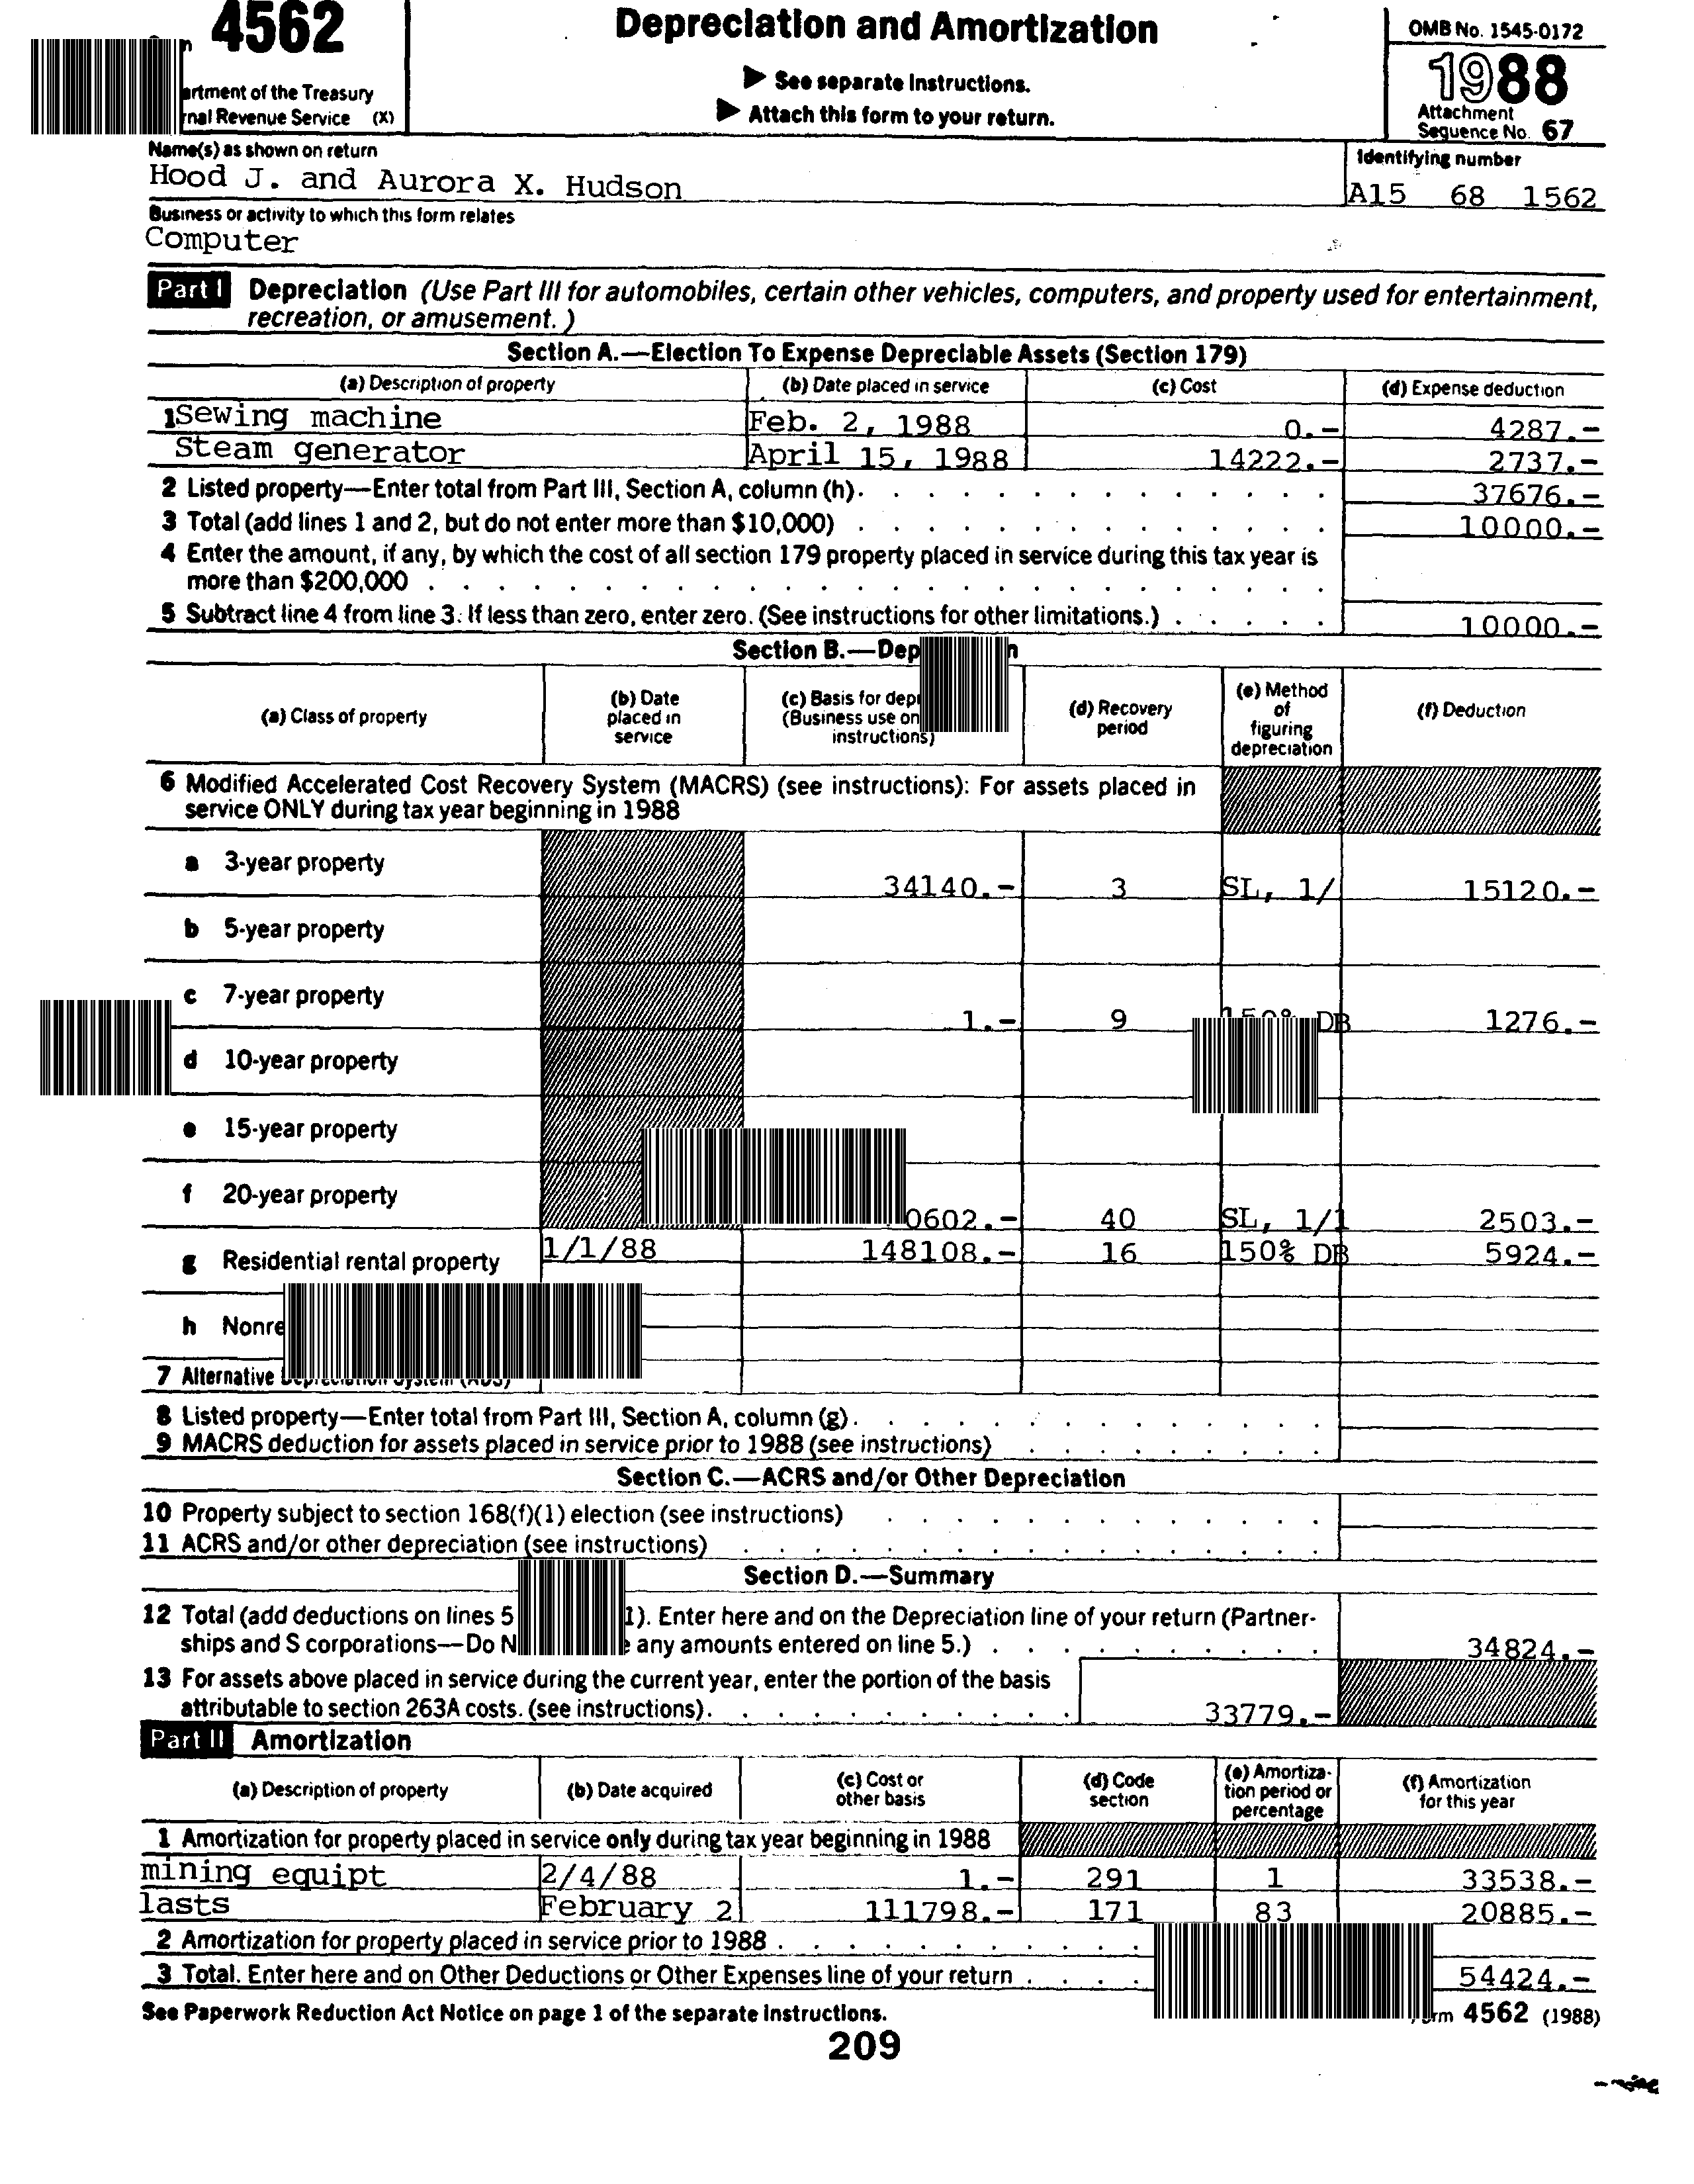 4562
Depreciation and Amortization
OMB No. 1545-0172
▶ See separate Instructions.
▶ Attach this form to your return.
1988
of the Treasury
Revenue Service (X)
Attachment
Sequence No. 67
Name(s) as shown on return
Hood J. and Aurora X. Hudson
Identifying number
A15 68 1562
Business or activity to which this form relates
Computer
Part I Depreciation (Use Part III for automobiles, certain other vehicles, computers, and property used for entertainment,
recreation, or amusement.)
Section A.—Election To Expense Depreciable Assets (Section 179)
(a) Description of property (b) Date placed in service (c) Cost (d) Expense deduction
1 Sewing machine Feb. 2, 1988 0.- 4287.-
Steam generator April 15, 1988 14222.- 2737.-
2 Listed property—Enter total from Part III, Section A, column (h). 37676.-
3 Total (add lines 1 and 2, but do not enter more than $10,000) 10000.-
4 Enter the amount, if any, by which the cost of all section 179 property placed in service during this tax year is
more than $200,000
5 Subtract line 4 from line 3. If less than zero, enter zero. (See instructions for other limitations.) 10000.-
Section B.—
(a) Class of property
(b) Date
placed in
service
(c) Basis for
(Business use
instructions)
(d) Recovery
period
(e) Method
of
figuring
depreciation
(f) Deduction
6 Modified Accelerated Cost Recovery System (MACRS) (see instructions): For assets placed in
service ONLY during tax year beginning in 1988
a 3-year property 34140.- 3 SL, 1/ 15120.-
b 5-year property
c 7-year property 1.- 9 DB 1276.-
d 10-year property
e 15-year property
f 20-year property 0602.- 40 SL, 1/1 2503.-
g Residential rental property 1/1/88 148108.- 16 150% DB 5924.-
h
7 Alternative
8 Listed property—Enter total from Part III, Section A, column (g).
9 MACRS deduction for assets placed in service prior to 1988 (see instructions)
Section C.—ACRS and/or Other Depreciation
10 Property subject to section 168(f)(1) election (see instructions)
11 ACRS and/or other depreciation (see instructions)
Section D.—Summary
12 Total (add deductions on lines 5 1). Enter here and on the Depreciation line of your return (Partner-
ships and S corporations—Do any amounts entered on line 5.) 34824.-
13 For assets above placed in service during the current year, enter the portion of the basis
attributable to section 263A costs. (see instructions). 33779.-
Part II Amortization
(a) Description of property
(b) Date acquired
(c) Cost or
other basis
(d) Code
section
(e) Amortiza-
tion period or
percentage
(f) Amortization
for this year
1 Amortization for property placed in service only during tax year beginning in 1988
mining equipt 2/4/88 1.- 291 1 33538.-
lasts February 2 111798.- 171 83 20885.-
2 Amortization for property placed in service prior to 1988
3 Total. Enter here and on Other Deductions or Other Expenses line of your return 54424.-
See Paperwork Reduction Act Notice on page 1 of the separate instructions.
4562 (1988)
209